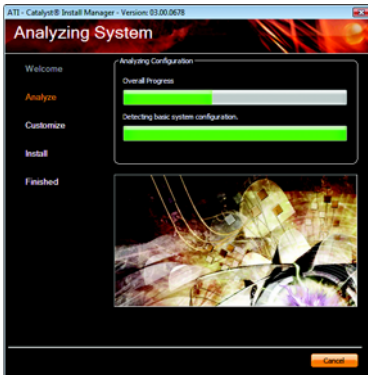 ATI - Catalyst® Install Manager - Version: 03.00.0678
Analyzing System
Welcome
Analyze
Customize
Install
Finished
Analyzing Configuration
Overall Progress
Detecting basic system configuration.
Cancel